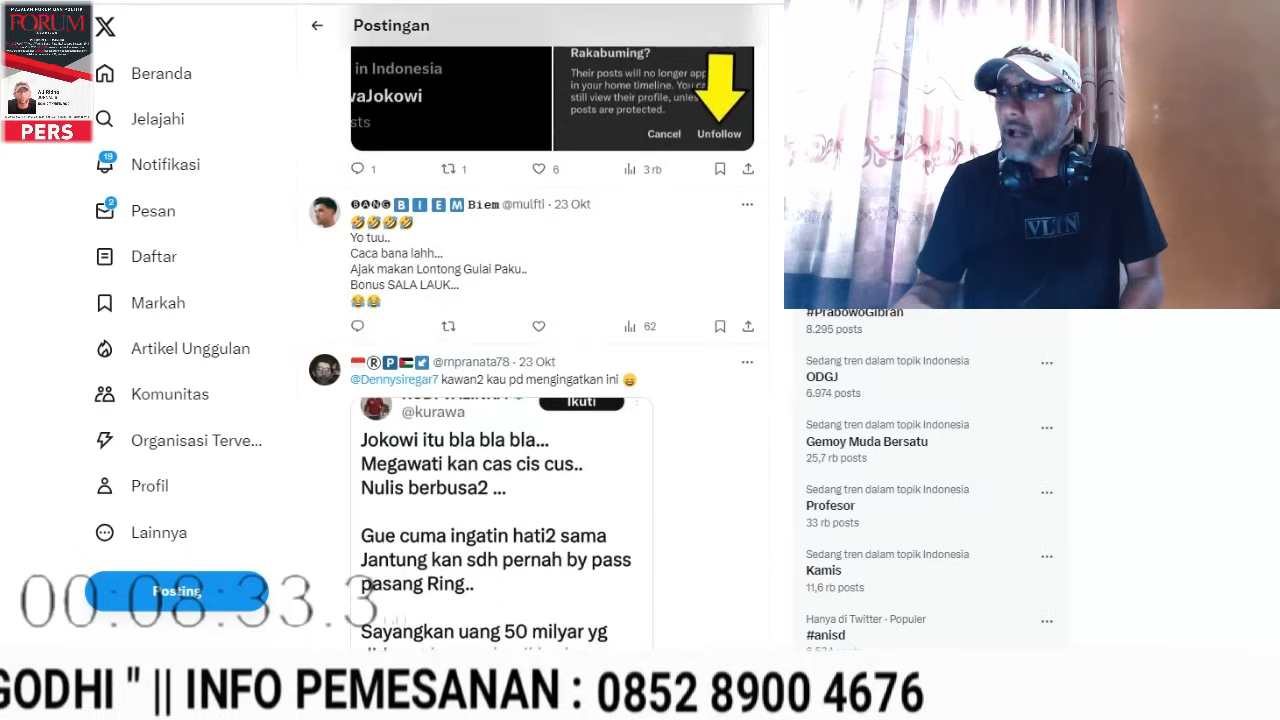 MAJALAH HUKUM DAN POLITIK
FORUM
PERS
Beranda
Jelajahi
19
Notifikasi
2
Pesan
Daftar
Markah
Artikel Unggulan
Komunitas
Organisasi Terve...
Profil
Lainnya
Posting
00:08:33.3
Postingan
in Indonesia
waJokowi
sts
Rakabuming?
Their posts will no longer app
in your home timeline. You ca
still view their profile, unles
posts are protected.
Cancel Unfollow
1 1 6 3 rb
🅑🅐🅝🅖 🅱🅸🅴🅼 𝐁𝐢𝐞𝐦 @mulfti · 23 Okt
🤣🤣🤣🤣
Yo tuu..
Caca bana lahh...
Ajak makan Lontong Gulai Paku..
Bonus SALA LAUK...
😂😂
62
Ⓡ🅿 @rnpranata78 · 23 Okt
@Dennysiregar7 kawan2 kau pd mengingatkan ini 😄
@kurawa
Ikuti
Jokowi itu bla bla bla...
Megawati kan cas cis cus..
Nulis berbusa2 ...
Gue cuma ingatin hati2 sama
Jantung kan sdh pernah by pass
pasang Ring..
Sayangkan uang 50 milyar yg
VLTN
#PrabowoGibran
8.295 posts
Sedang tren dalam topik Indonesia
ODGJ
6.974 posts
Sedang tren dalam topik Indonesia
Gemoy Muda Bersatu
25,7 rb posts
Sedang tren dalam topik Indonesia
Profesor
33 rb posts
Sedang tren dalam topik Indonesia
Kamis
11,6 rb posts
Hanya di Twitter · Populer
#anisd
GODHI " || INFO PEMESANAN : 0852 8900 4676